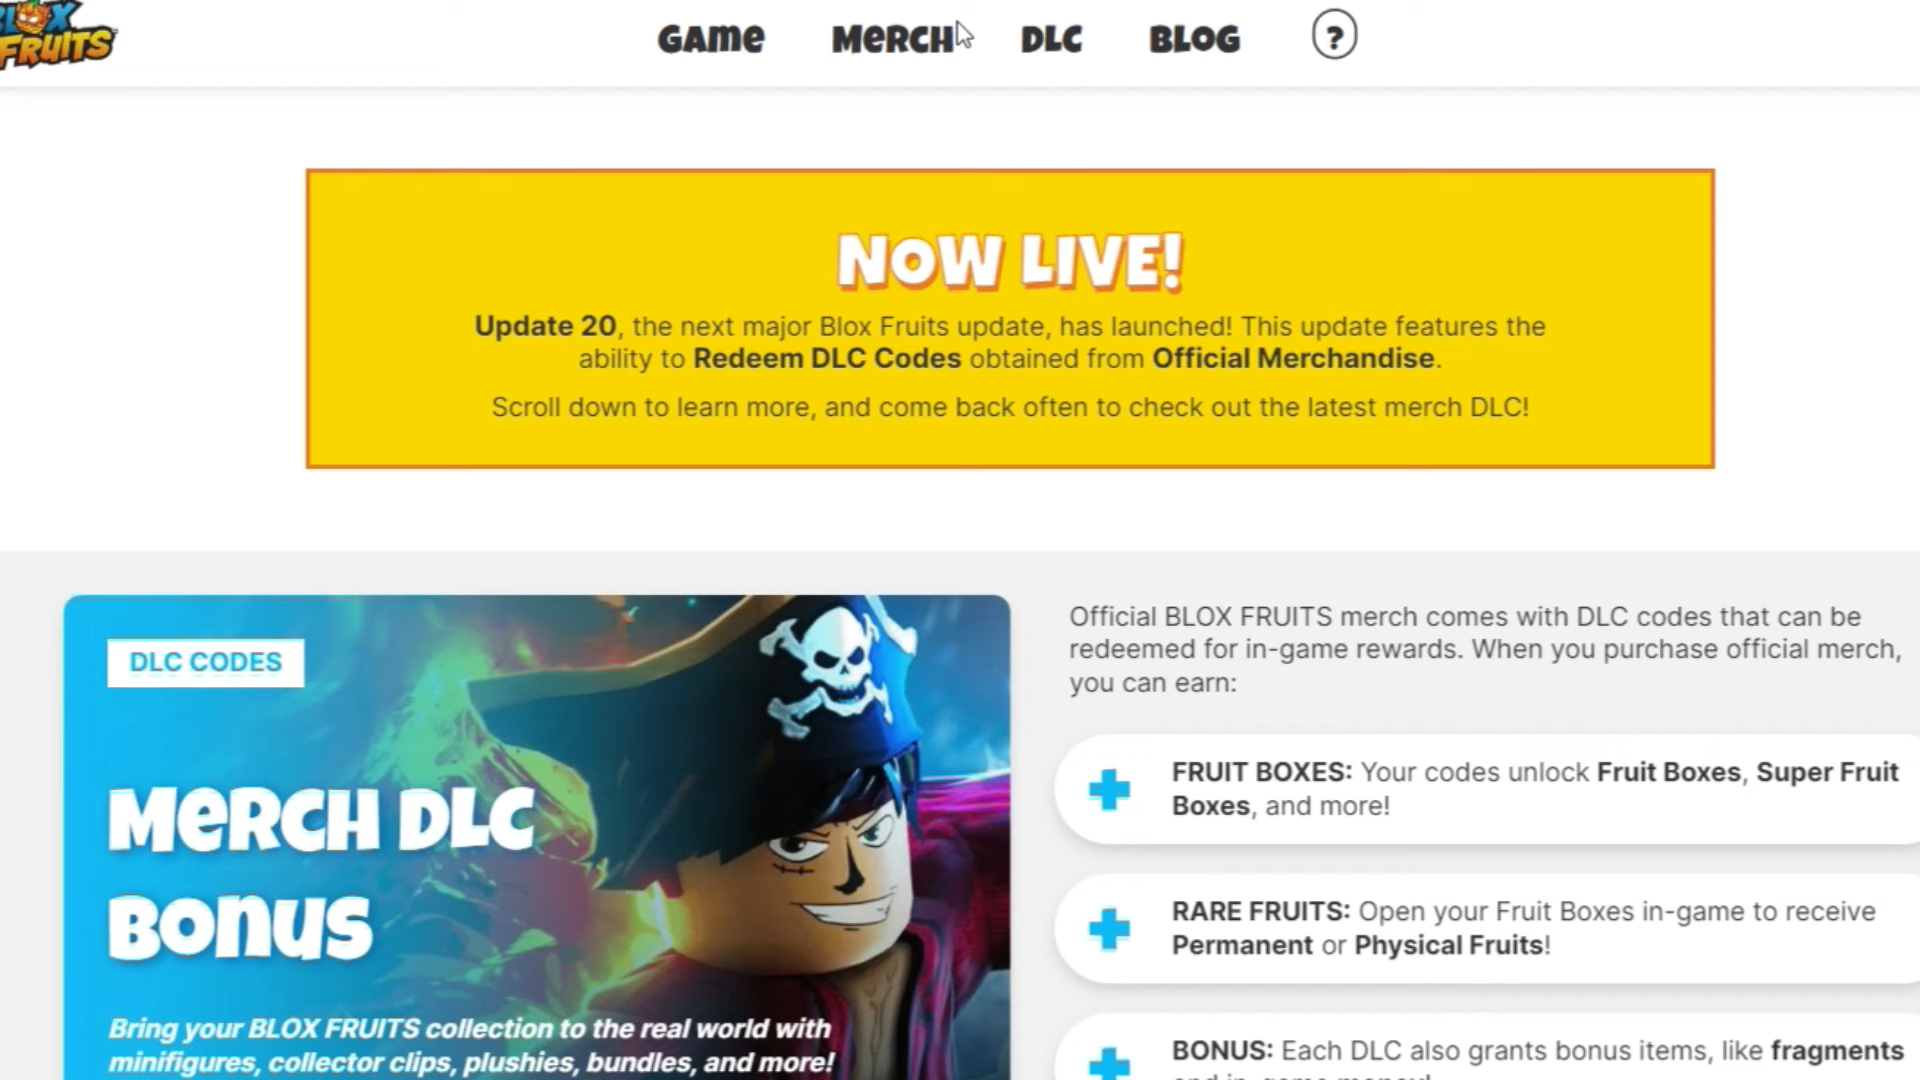 BLOX
FRUITS
GAME MERCH DLC BLOG ?
NOW LIVE!
Update 20, the next major Blox Fruits update, has launched! This update features the
ability to Redeem DLC Codes obtained from Official Merchandise.
Scroll down to learn more, and come back often to check out the latest merch DLC!
DLC CODES
MERCH DLC
BONUS
Bring your BLOX FRUITS collection to the real world with
minifigures, collector clips, plushies, bundles, and more!
Official BLOX FRUITS merch comes with DLC codes that can be
redeemed for in-game rewards. When you purchase official merch,
you can earn:
FRUIT BOXES: Your codes unlock Fruit Boxes, Super Fruit
Boxes, and more!
RARE FRUITS: Open your Fruit Boxes in-game to receive
Permanent or Physical Fruits!
BONUS: Each DLC also grants bonus items, like fragments
and in-game money!